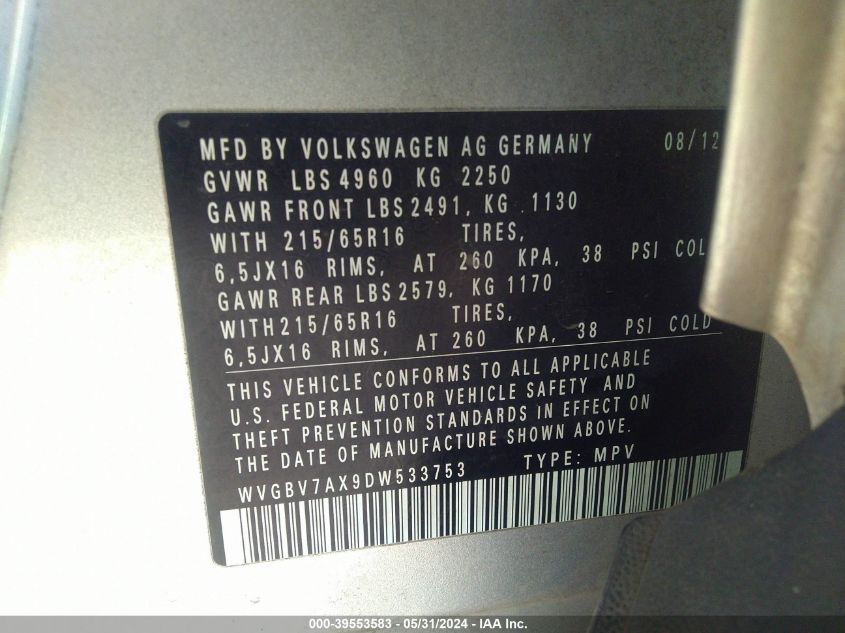 MFD BY VOLKSWAGEN AG GERMANY 08/12
GVWR LBS 4960 KG 2250
GAWR FRONT LBS 2491, KG 1130
WITH 215/65R16 TIRES,
6,5JX16 RIMS, AT 260 KPA, 38 PSI COL
GAWR REAR LBS 2579, KG 1170
WITH 215/65R16 TIRES,
6,5JX16 RIMS, AT 260 KPA, 38 PSI COLD
THIS VEHICLE CONFORMS TO ALL APPLICABLE
U.S. FEDERAL MOTOR VEHICLE SAFETY AND
THEFT PREVENTION STANDARDS IN EFFECT ON
THE DATE OF MANUFACTURE SHOWN ABOVE.
WVGBV7AX9DW533753 TYPE: MPV
000-39553583 - 05/31/2024 - IAA Inc.